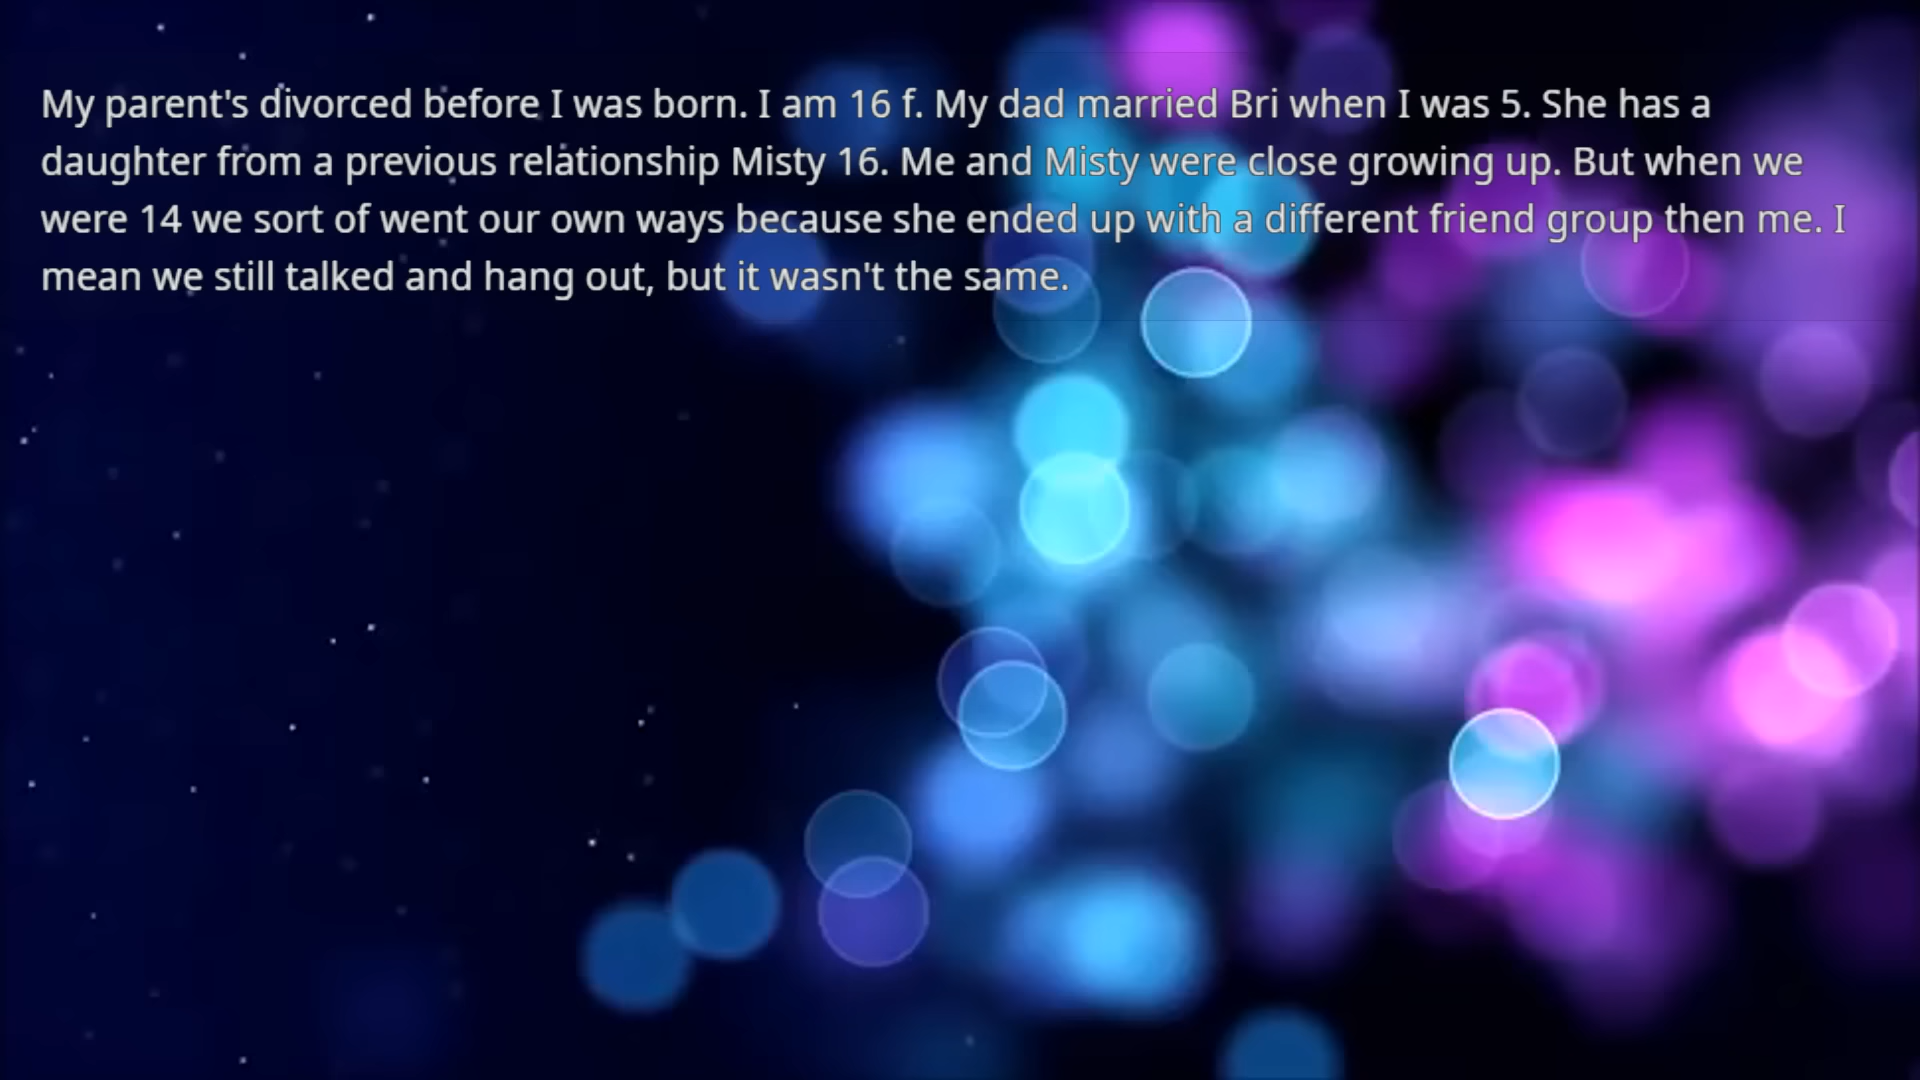 My parent's divorced before I was born. I am 16 f. My dad married Bri when I was 5. She has a
daughter from a previous relationship Misty 16. Me and Misty were close growing up. But when we
were 14 we sort of went our own ways because she ended up with a different friend group then me. I
mean we still talked and hang out, but it wasn't the same.